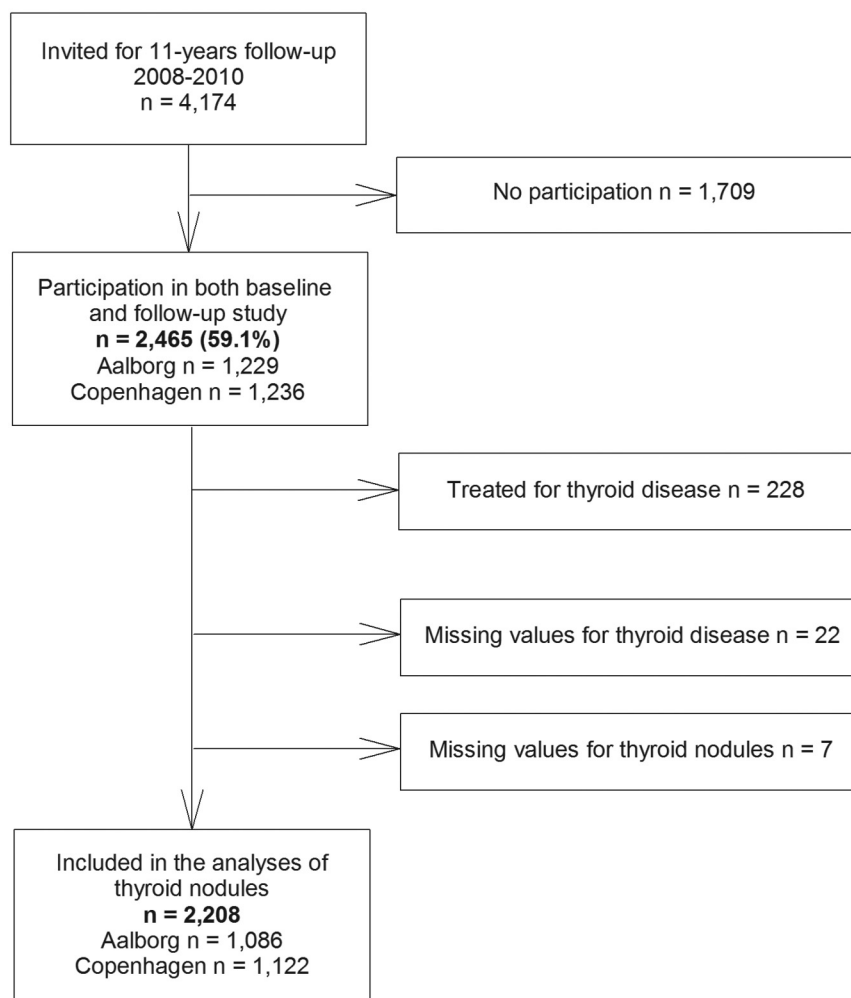 Invited for 11-years follow-up
2008-2010
n = 4,174
No participation n = 1,709
Participation in both baseline
and follow-up study
n = 2,465 (59.1%)
Aalborg n = 1,229
Copenhagen n = 1,236
Treated for thyroid disease n = 228
Missing values for thyroid disease n = 22
Missing values for thyroid nodules n = 7
Included in the analyses of
thyroid nodules
n = 2,208
Aalborg n = 1,086
Copenhagen n = 1,122